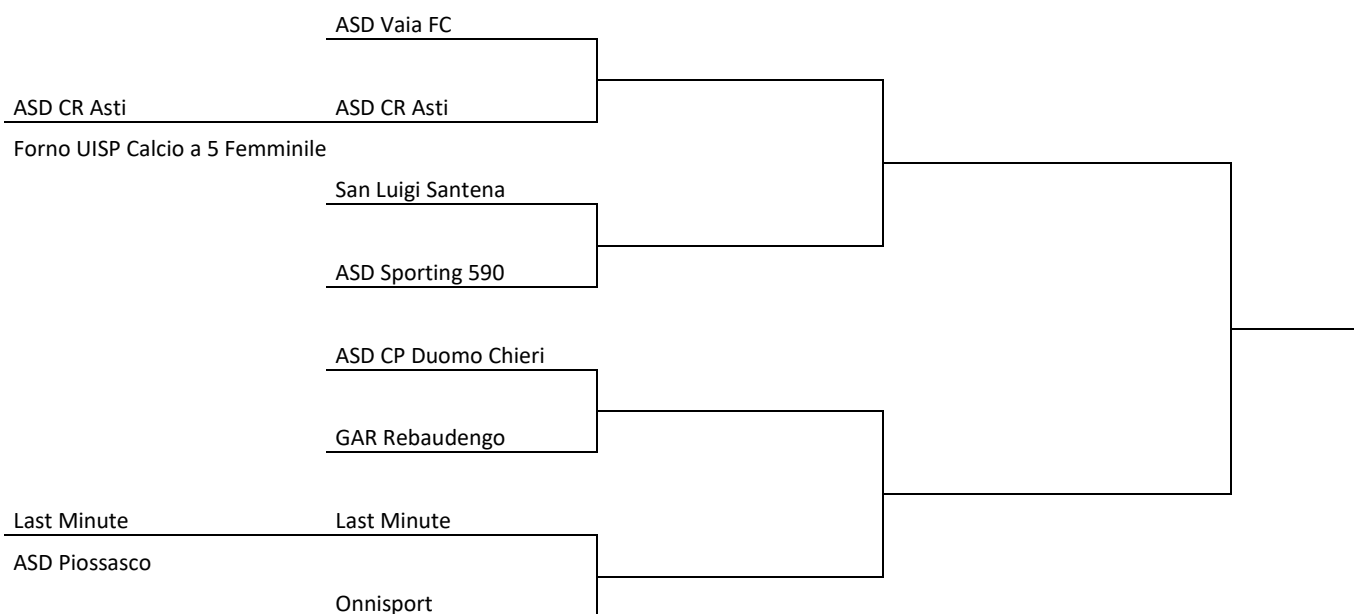 ASD Vaia FC
ASD CR Asti ASD CR Asti
Forno UISP Calcio a 5 Femminile
San Luigi Santena
ASD Sporting 590
ASD CP Duomo Chieri
GAR Rebaudengo
Last Minute Last Minute
ASD Piossasco
Onnisport